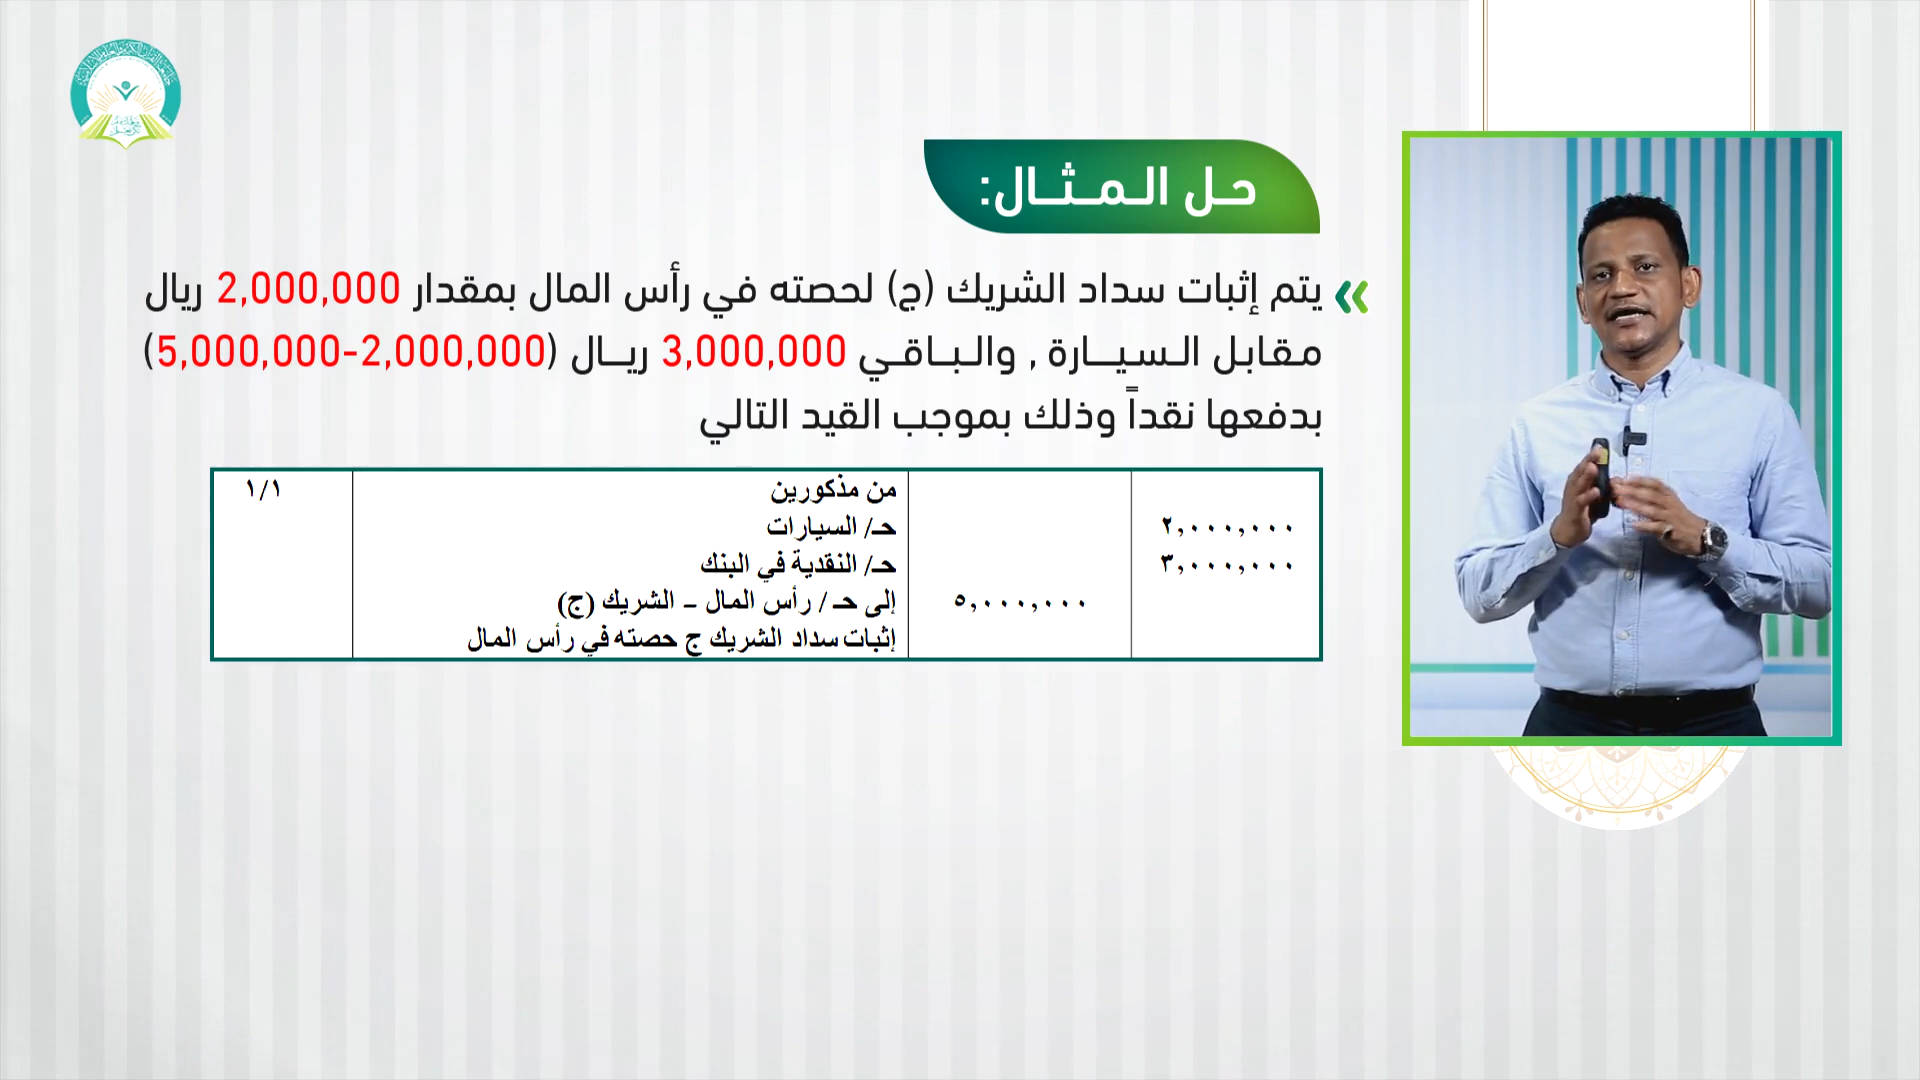 حل المثال:
يتم إثبات سداد الشريك (ج) لحصته في رأس المال بمقدار 2,000,000 ريال
مقابل السيارة , والباقي 3,000,000 ريال (5,000,000-2,000,000)
بدفعها نقداً وذلك بموجب القيد التالي
من مذكورين ١/١
٢,٠٠٠,٠٠٠ حـ/ السيارات
٣,٠٠٠,٠٠٠ حـ/ النقدية في البنك
٥,٠٠٠,٠٠٠ إلى حـ / رأس المال – الشريك (ج)
إثبات سداد الشريك ج حصته في رأس المال